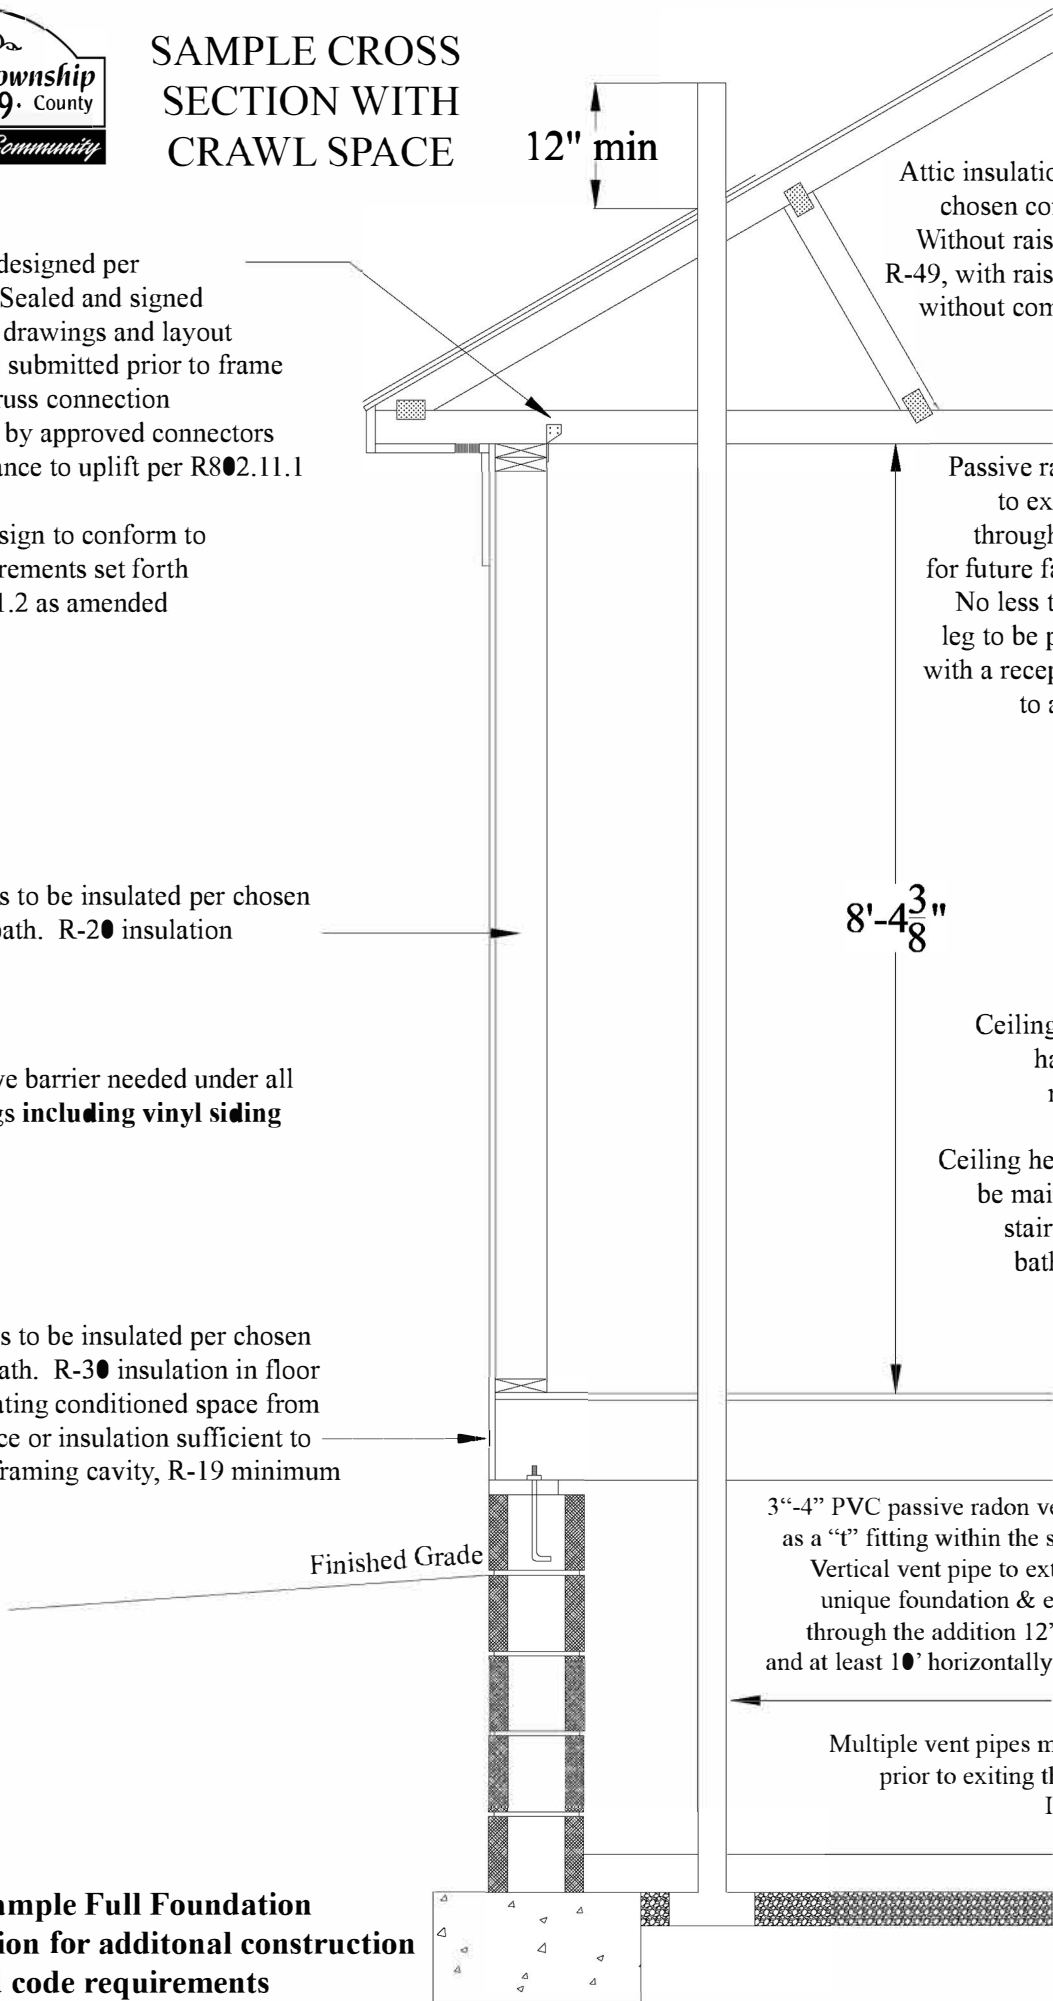 ownship
9. County
Community
SAMPLE CROSS
SECTION WITH
CRAWL SPACE
12" min
designed per
Sealed and signed
drawings and layout
submitted prior to frame
russ connection
by approved connectors
ance to uplift per R802.11.1
sign to conform to
rements set forth
1.2 as amended
Attic insulatio
chosen co
Without rais
R-49, with rais
without com
Passive ra
to ex
through
for future fa
No less t
leg to be p
with a recep
to a
s to be insulated per chosen
path. R-20 insulation
8'-4 3/8"
ve barrier needed under all
gs including vinyl siding
Ceiling
ha
r
Ceiling he
be mai
stair
bath
s to be insulated per chosen
ath. R-30 insulation in floor
ating conditioned space from
ce or insulation sufficient to
framing cavity, R-19 minimum
Finished Grade
3“-4” PVC passive radon ve
as a “t” fitting within the s
Vertical vent pipe to ext
unique foundation & e
through the addition 12’
and at least 10’ horizontally
Multiple vent pipes m
prior to exiting th
I
ample Full Foundation
ion for additonal construction
l code requirements